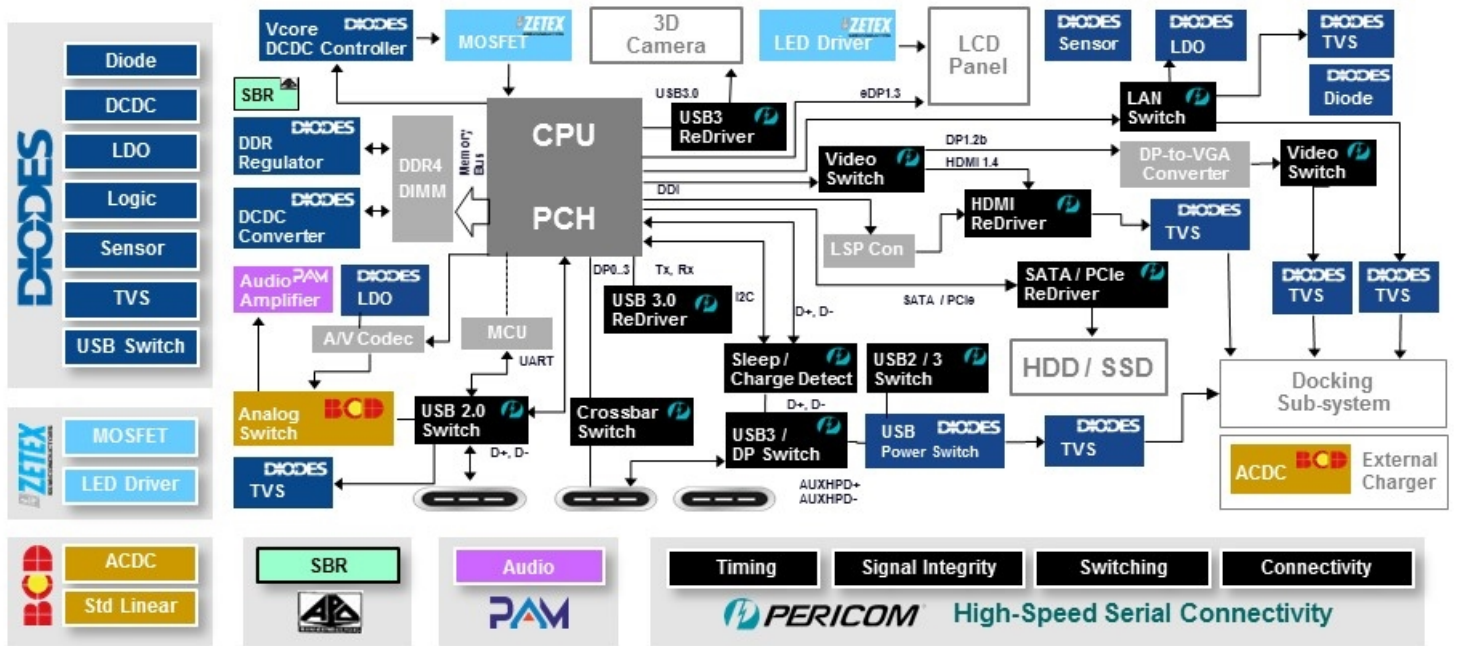 DIODES
Diode
DCDC
LDO
Logic
Sensor
TVS
USB Switch
ZETEX
SEMICONDUCTORS
MOSFET
LED Driver
BCD
ACDC
Std Linear
Vcore
DCDC Controller
DIODES
MOSFET
ZETEX
3D
Camera
LED Driver
ZETEX
LCD
Panel
DIODES
Sensor
DIODES
LDO
DIODES
TVS
DIODES
Diode
SBR
USB3.0
eDP1.3
USB3
ReDriver
LAN
Switch
DIODES
DDR
Regulator
DDR4
DIMM
Memory
Bus
CPU
PCH
DIODES
DCDC
Converter
DDI
Video
Switch
DP1.2b
HDMI 1.4
DP-to-VGA
Converter
Video
Switch
HDMI
ReDriver
LSP Con
DIODES
TVS
Audio PAM
Amplifier
DIODES
LDO
A/V Codec
MCU
UART
DP0..3
Tx, Rx
I2C
D+, D-
USB 3.0
ReDriver
SATA / PCIe
SATA / PCIe
ReDriver
DIODES
TVS
DIODES
TVS
HDD / SSD
Sleep /
Charge Detect
USB2 / 3
Switch
Docking
Sub-system
Analog
Switch
BCD
USB 2.0
Switch
Crossbar
Switch
D+, D-
USB3 /
DP Switch
USB DIODES
Power Switch
DIODES
TVS
DIODES
TVS
D+, D-
AUXHPD+
AUXHPD-
ACDC
BCD
External
Charger
SBR
APD
Audio
PAM
Timing
Signal Integrity
Switching
Connectivity
PERICOM
High-Speed Serial Connectivity